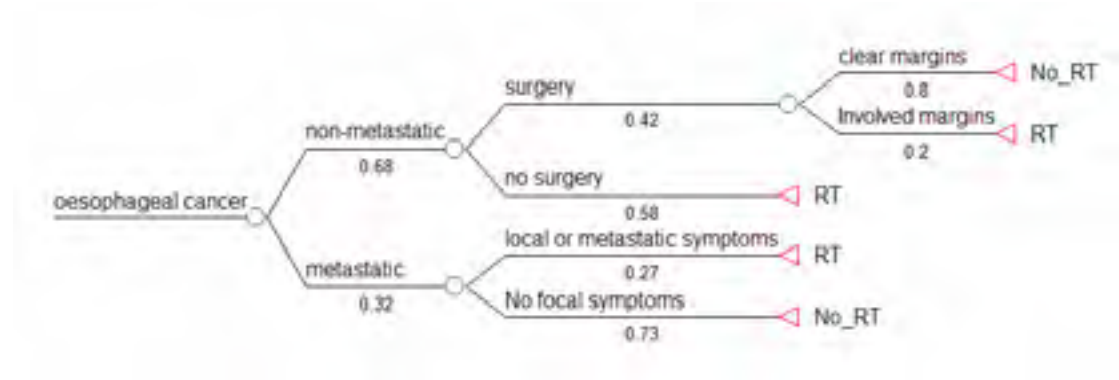 clear margins
No_RT
0.8
surgery
0.42
Involved margins
RT
0.2
non-metastatic
0.68
no surgery
RT
0.58
oesophageal cancer
local or metastatic symptoms
RT
0.27
metastatic
0.32
No focal symptoms
No_RT
0.73